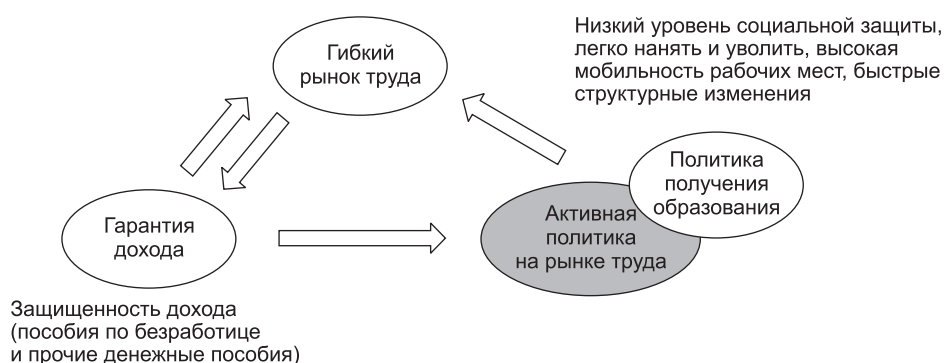 Гибкий
рынок труда
Низкий уровень социальной защиты,
легко нанять и уволить, высокая
мобильность рабочих мест, быстрые
структурные изменения
Политика
получения
образования
Активная
политика
на рынке труда
Гарантия
дохода
Защищенность дохода
(пособия по безработице
и прочие денежные пособия)